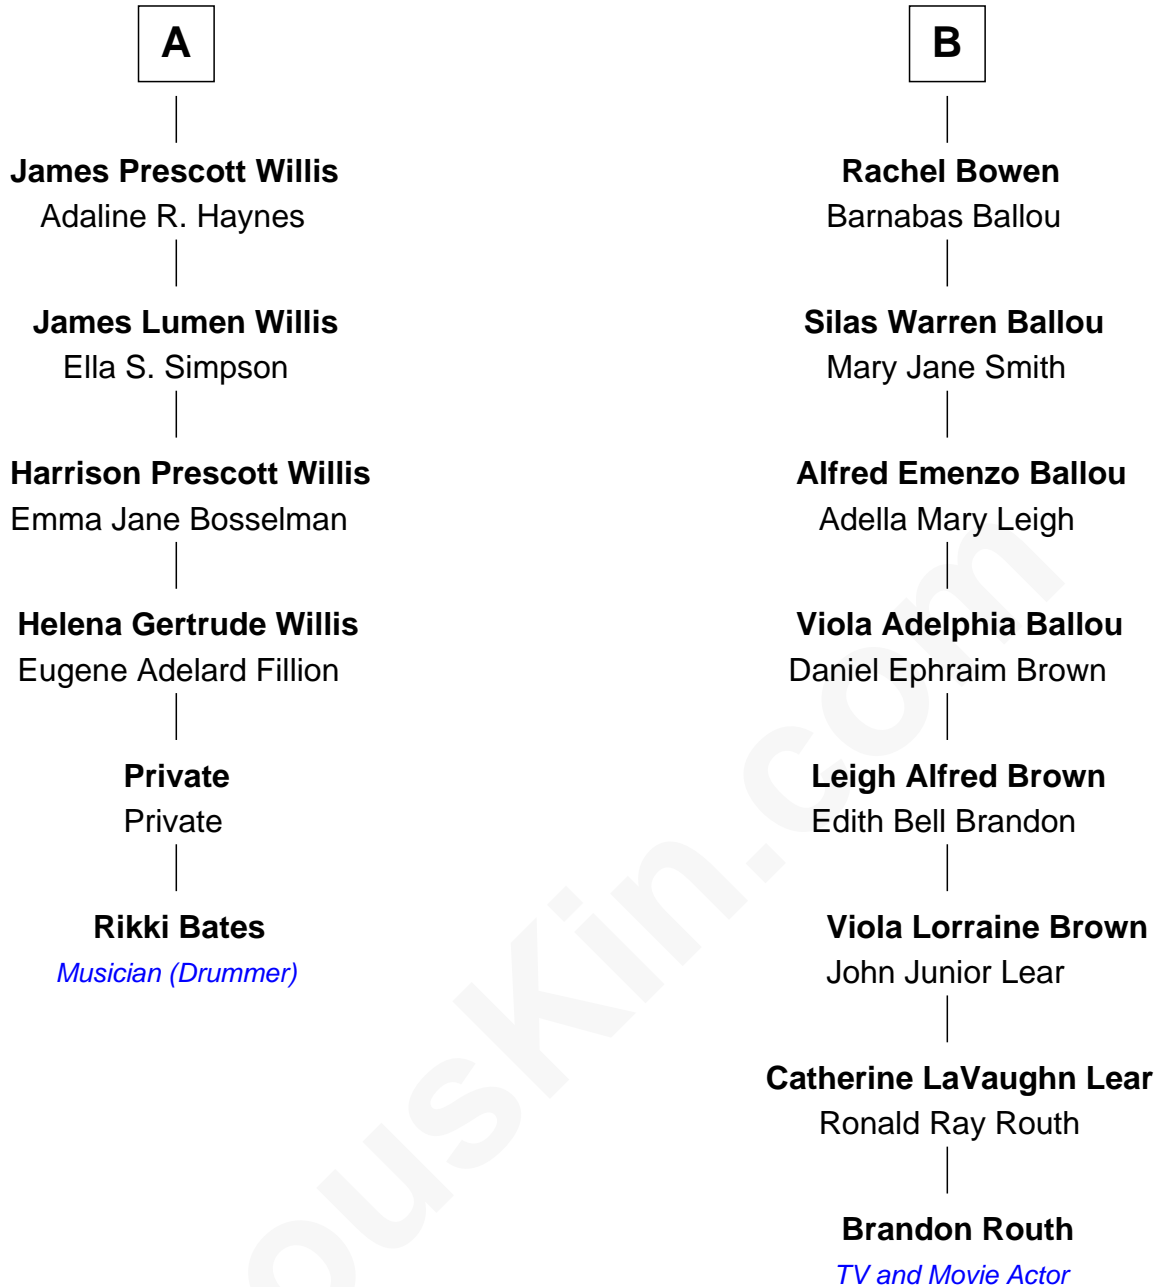 A
James Prescott Willis
Adaline R. Haynes
James Lumen Willis
Ella S. Simpson
Harrison Prescott Willis
Emma Jane Bosselman
Helena Gertrude Willis
Eugene Adelard Fillion
Private
Private
Rikki Bates
Musician (Drummer)
B
Rachel Bowen
Barnabas Ballou
Silas Warren Ballou
Mary Jane Smith
Alfred Emenzo Ballou
Adella Mary Leigh
Viola Adelphia Ballou
Daniel Ephraim Brown
Leigh Alfred Brown
Edith Bell Brandon
Viola Lorraine Brown
John Junior Lear
Catherine LaVaughn Lear
Ronald Ray Routh
Brandon Routh
TV and Movie Actor
ousKin.com